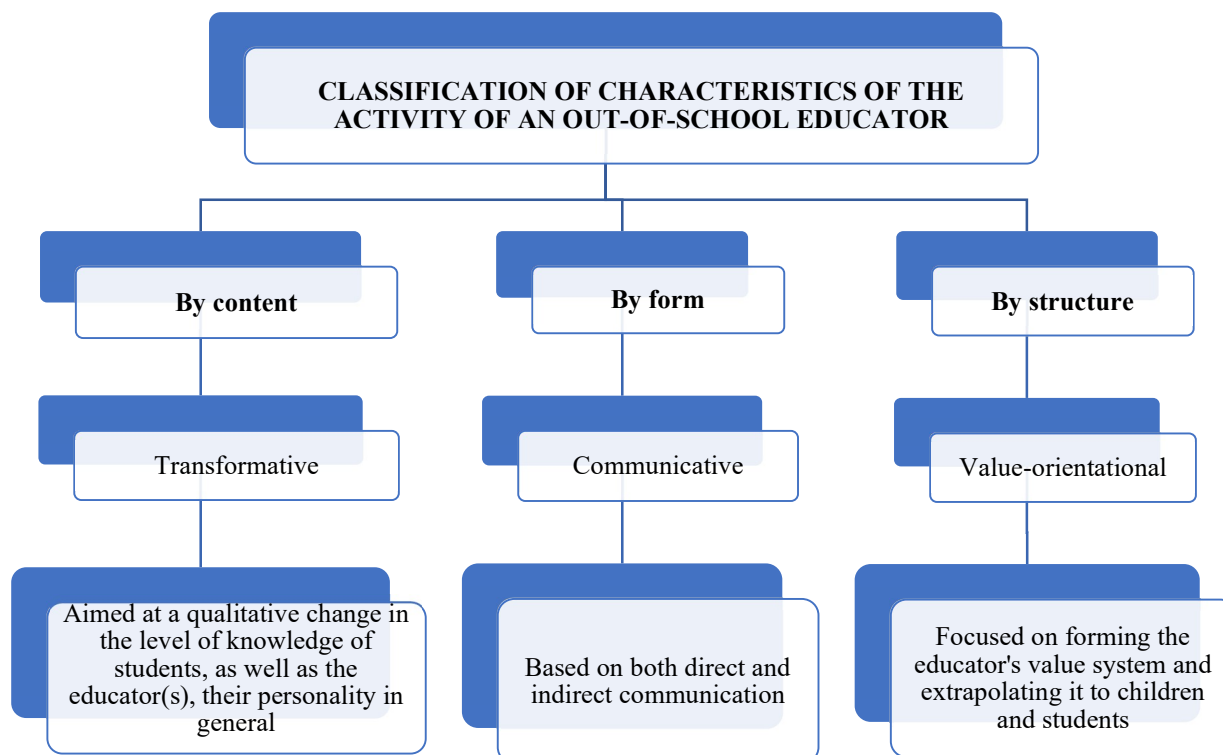 CLASSIFICATION OF CHARACTERISTICS OF THE
ACTIVITY OF AN OUT-OF-SCHOOL EDUCATOR
By content
By form
By structure
Transformative
Communicative
Value-orientational
Aimed at a qualitative change in
the level of knowledge of
students, as well as the
educator(s), their personality in
general
Based on both direct and
indirect communication
Focused on forming the
educator's value system and
extrapolating it to children
and students